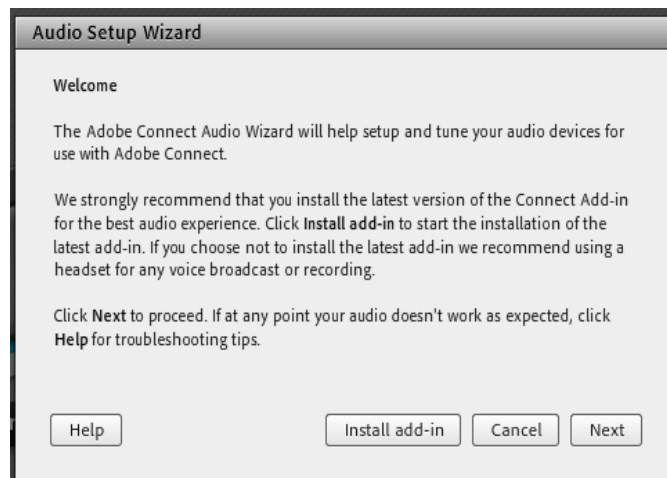 Audio Setup Wizard
Welcome
The Adobe Connect Audio Wizard will help setup and tune your audio devices for
use with Adobe Connect.
We strongly recommend that you install the latest version of the Connect Add-in
for the best audio experience. Click Install add-in to start the installation of the
latest add-in. If you choose not to install the latest add-in we recommend using a
headset for any voice broadcast or recording.
Click Next to proceed. If at any point your audio doesn't work as expected, click
Help for troubleshooting tips.
Help Install add-in Cancel Next